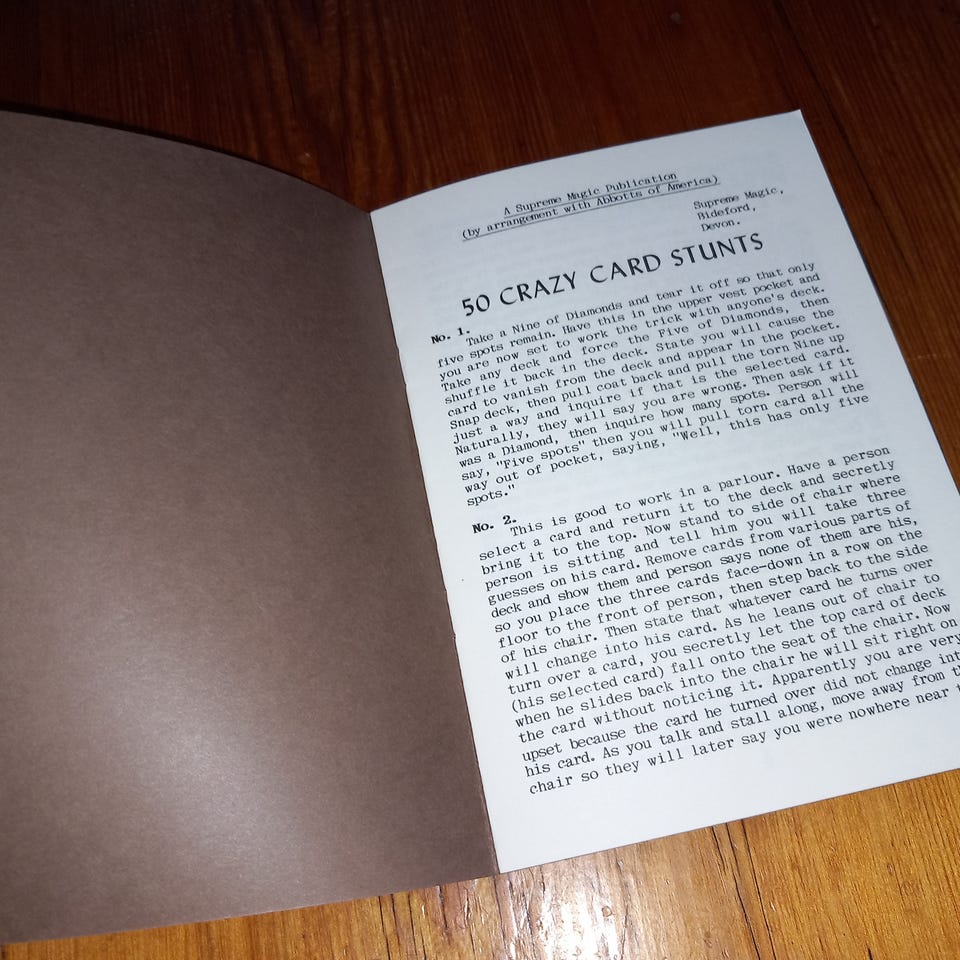 A Supreme Magic Publication
(by arrangement with Abbotts of America)
Supreme Magic,
Bideford,
Devon.
50 CRAZY CARD STUNTS
No. 1.
Take a Nine of Diamonds and tear it off so that only
five spots remain. Have this in the upper vest pocket and
you are now set to work the trick with anyone's deck.
Take any deck and force the Five of Diamonds, then
shuffle it back in the deck. State you will cause the
card to vanish from the deck and appear in the pocket.
Snap deck, then pull coat back and pull the torn Nine up
just a way and inquire if that is the selected card.
Naturally, they will say you are wrong. Then ask if it
was a Diamond, then inquire how many spots. Person will
say, "Five spots" then you will pull torn card all the
way out of pocket, saying, "Well, this has only five
spots."
No. 2.
This is good to work in a parlour. Have a person
select a card and return it to the deck and secretly
bring it to the top. Now stand to side of chair where
person is sitting and tell him you will take three
guesses on his card. Remove cards from various parts of
deck and show them and person says none of them are his,
so you place the three cards face-down in a row on the
floor to the front of person, then step back to the side
of his chair. Then state that whatever card he turns over
will change into his card. As he leans out of chair to
turn over a card, you secretly let the top card of deck
(his selected card) fall onto the seat of the chair. Now
when he slides back into the chair he will sit right on
the card without noticing it. Apparently you are very
upset because the card he turned over did not change int
his card. As you talk and stall along, move away from th
chair so they will later say you were nowhere near